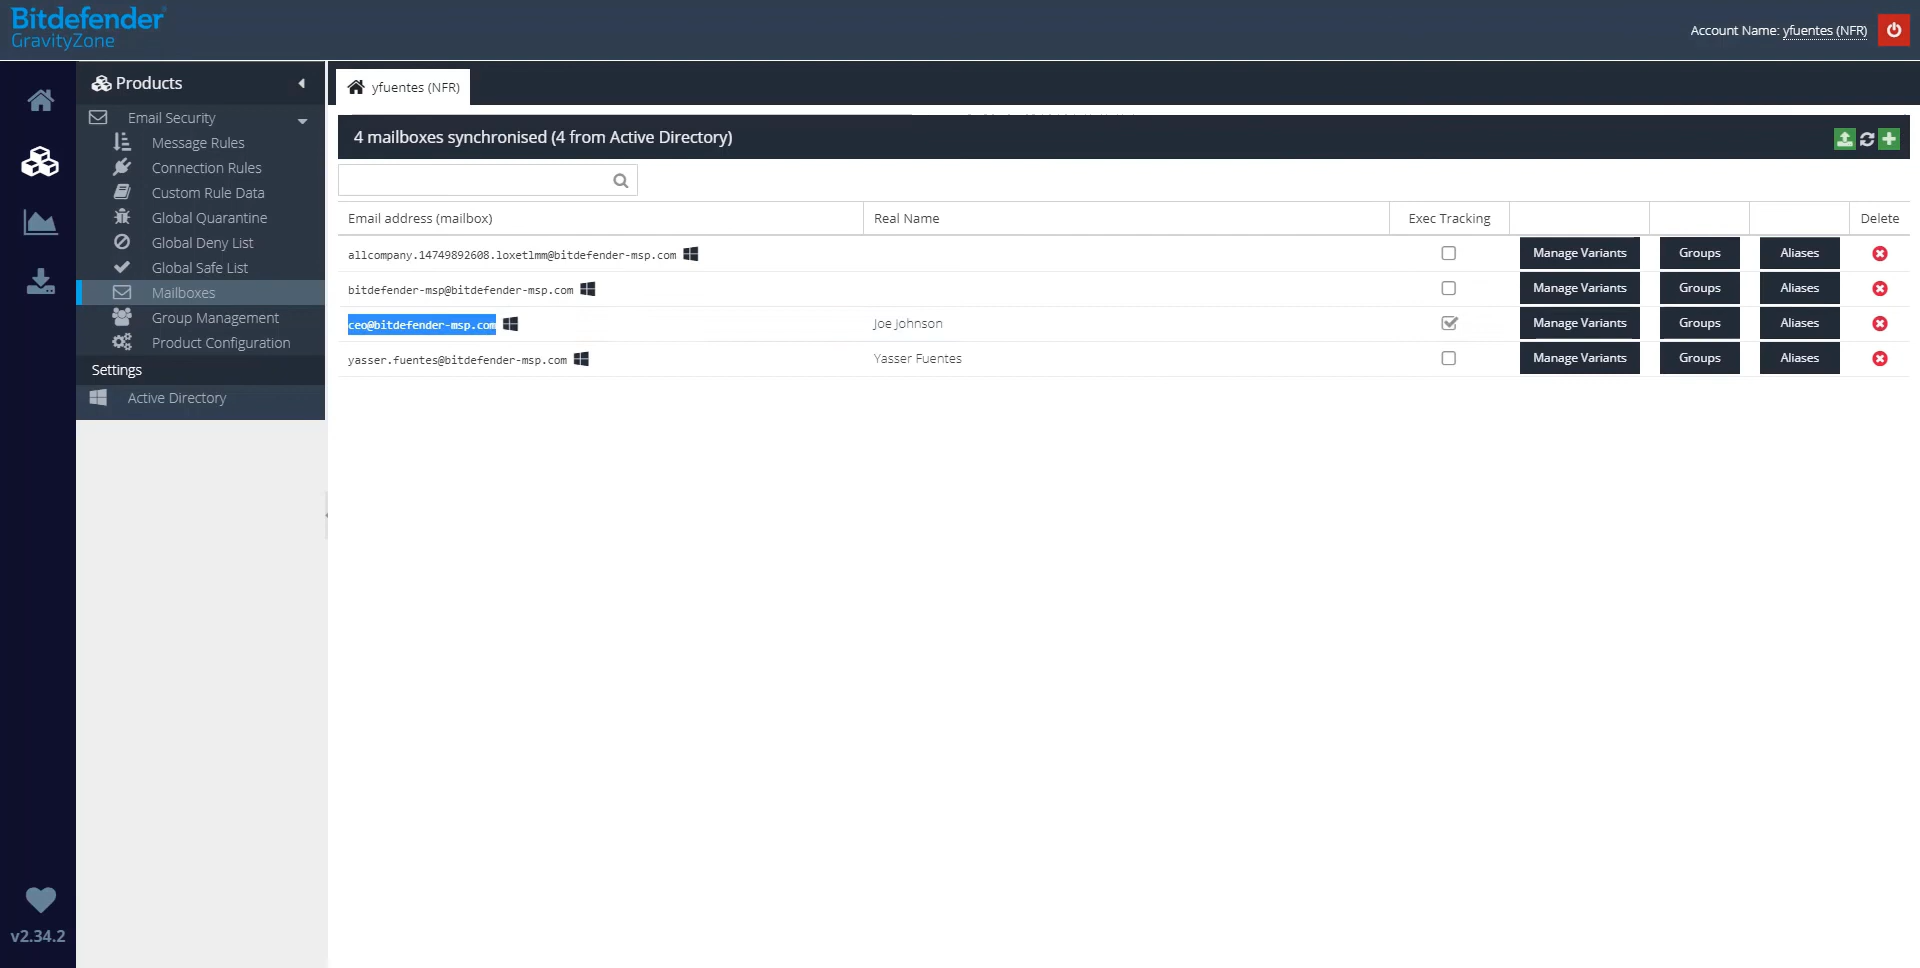 Bitdefender
GravityZone
Account Name: yfuentes (NFR)
Products
yfuentes (NFR)
Email Security
Message Rules
Connection Rules
Custom Rule Data
Global Quarantine
Global Deny List
Global Safe List
Mailboxes
Group Management
Product Configuration
Settings
Active Directory
v2.34.2
4 mailboxes synchronised (4 from Active Directory)
Email address (mailbox) Real Name Exec Tracking Delete
allcompany.14749892608.loxetlmm@bitdefender-msp.com Manage Variants Groups Aliases
bitdefender-msp@bitdefender-msp.com Manage Variants Groups Aliases
ceo@bitdefender-msp.com Joe Johnson Manage Variants Groups Aliases
yasser.fuentes@bitdefender-msp.com Yasser Fuentes Manage Variants Groups Aliases